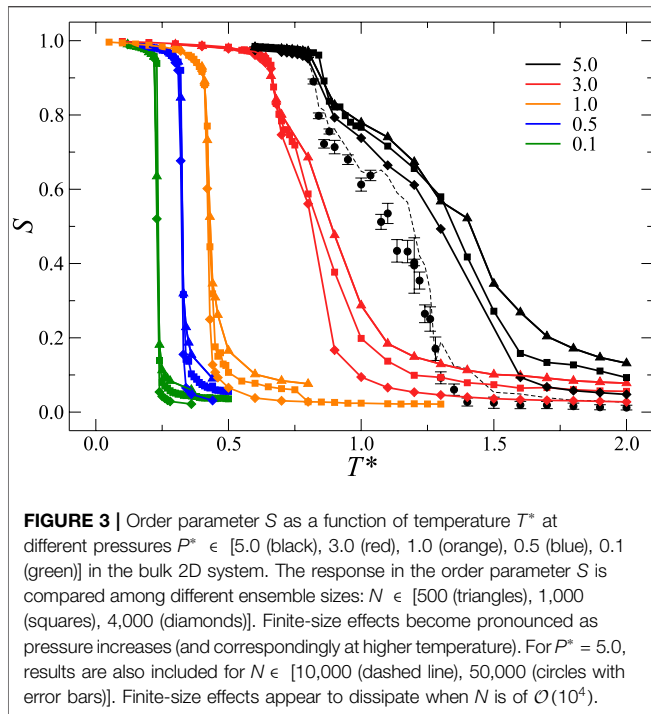 1.0
0.8
0.6
0.4
0.2
0.0
S
5.0
3.0
1.0
0.5
0.1
0.0 0.5 1.0 1.5 2.0
T*
FIGURE 3 | Order parameter S as a function of temperature T* at
different pressures P* ∈ [5.0 (black), 3.0 (red), 1.0 (orange), 0.5 (blue), 0.1
(green)] in the bulk 2D system. The response in the order parameter S is
compared among different ensemble sizes: N ∈ [500 (triangles), 1,000
(squares), 4,000 (diamonds)]. Finite-size effects become pronounced as
pressure increases (and correspondingly at higher temperature). For P* = 5.0,
results are also included for N ∈ [10,000 (dashed line), 50,000 (circles with
error bars)]. Finite-size effects appear to dissipate when N is of 𝒪(10⁴).